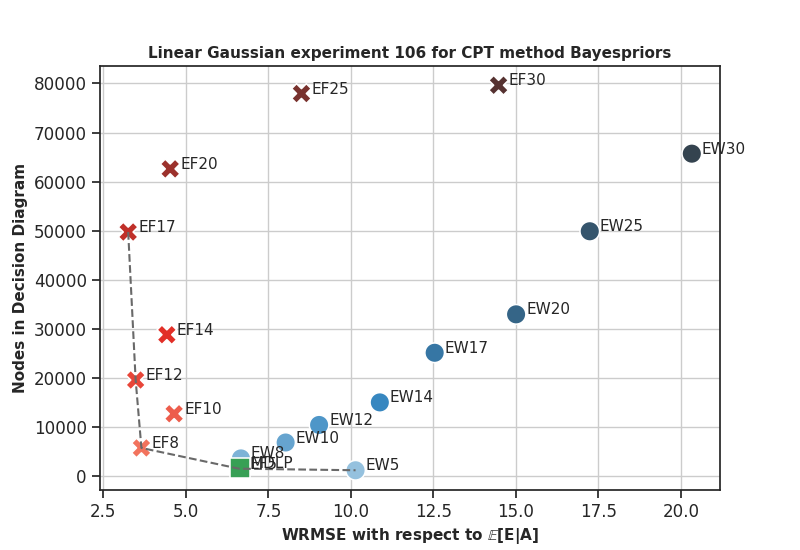 Linear Gaussian experiment 106 for CPT method Bayespriors
Nodes in Decision Diagram
80000
70000
60000
50000
40000
30000
20000
10000
0
EF25
EF30
EW30
EF20
EF17
EW25
EW20
EF14
EW17
EF12
EW14
EF10
EW12
EW10
EF8
EW8
MDLP
EW5
2.5 5.0 7.5 10.0 12.5 15.0 17.5 20.0
WRMSE with respect to 𝔼[E|A]